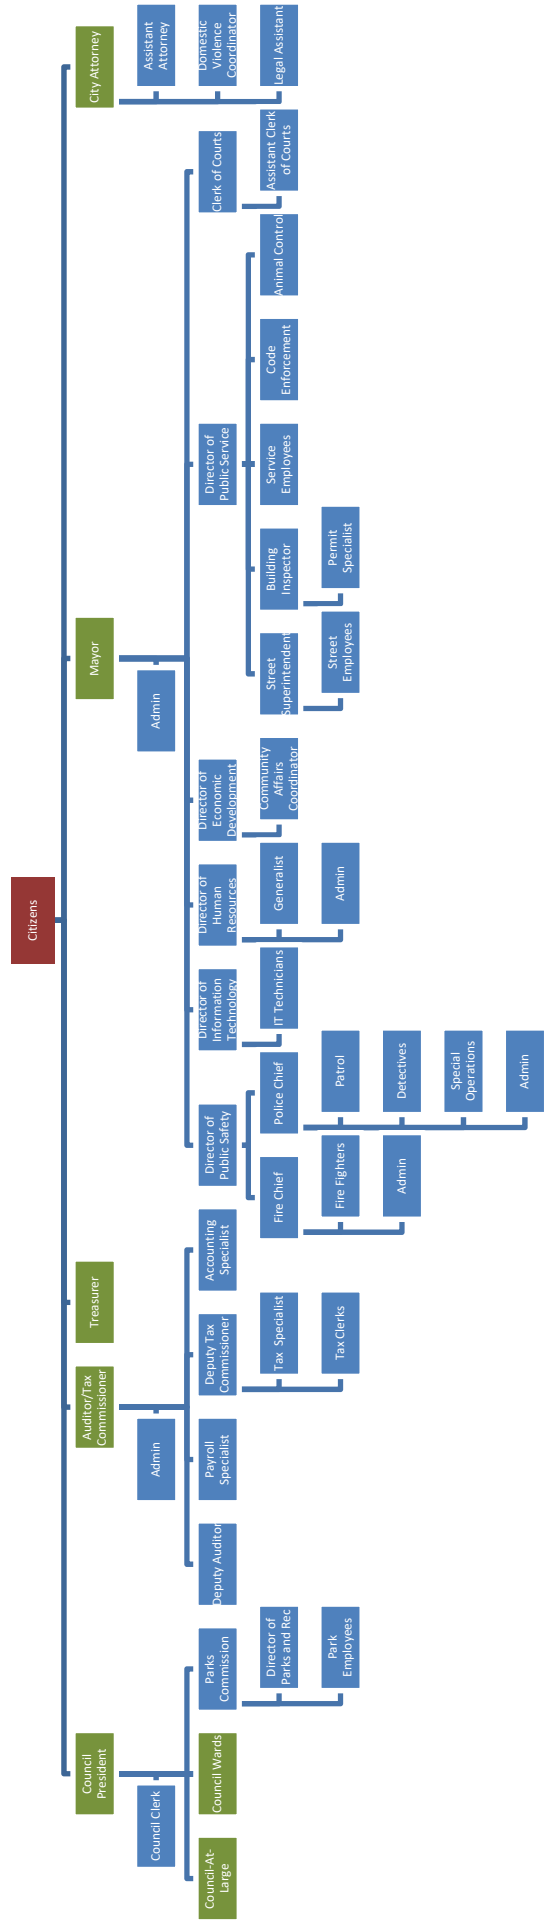 Citizens
Council
President
Auditor/Tax
Commissioner
Treasurer
Mayor
City Attorney
Council Clerk
Council-At-
Large
Council Wards
Parks
Commission
Director of
Parks and Rec
Park
Employees
Admin
Deputy Auditor
Payroll
Specialist
Deputy Tax
Commissioner
Tax Specialist
Tax Clerks
Accounting
Specialist
Admin
Director of
Public Safety
Fire Chief
Fire Fighters
Admin
Police Chief
Patrol
Detectives
Special
Operations
Admin
Director of
Information
Technology
IT Technicians
Director of
Human
Resources
Generalist
Admin
Director of
Economic
Development
Community
Affairs
Coordinator
Director of
Public Service
Street
Superintendent
Street
Employees
Building
Inspector
Permit
Specialist
Service
Employees
Code
Enforcement
Animal Control
Clerk of Courts
Assistant Clerk
of Courts
Assistant
Attorney
Domestic
Violence
Coordinator
Legal Assistant